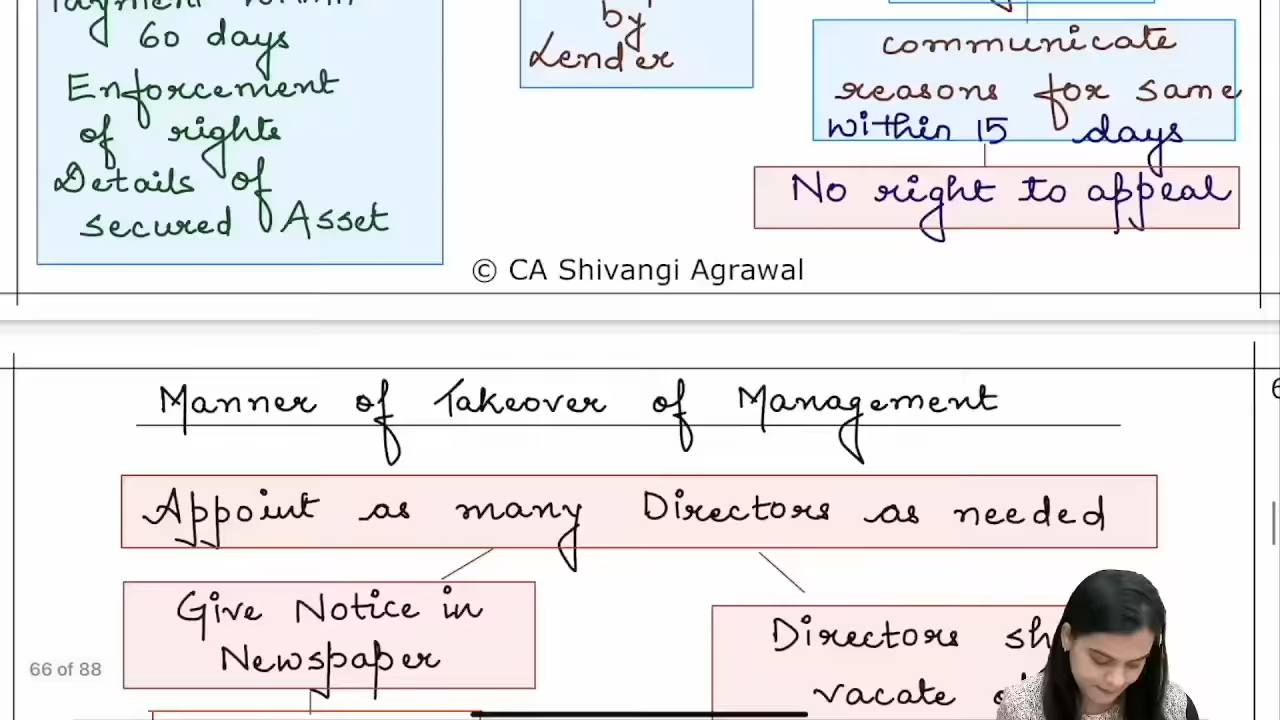 Payment within
60 days
Enforcement
of rights
Details of
secured Asset
by
Lender
communicate
reasons for same
within 15 days
No right to appeal
© CA Shivangi Agrawal
Manner of Takeover of Management
Appoint as many Directors as needed
Give Notice in
Newspaper
Directors sh
vacate
66 of 88